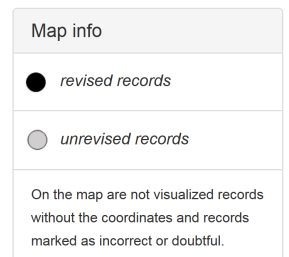 Map info
revised records
unrevised records
On the map are not visualized records
without the coordinates and records
marked as incorrect or doubtful.